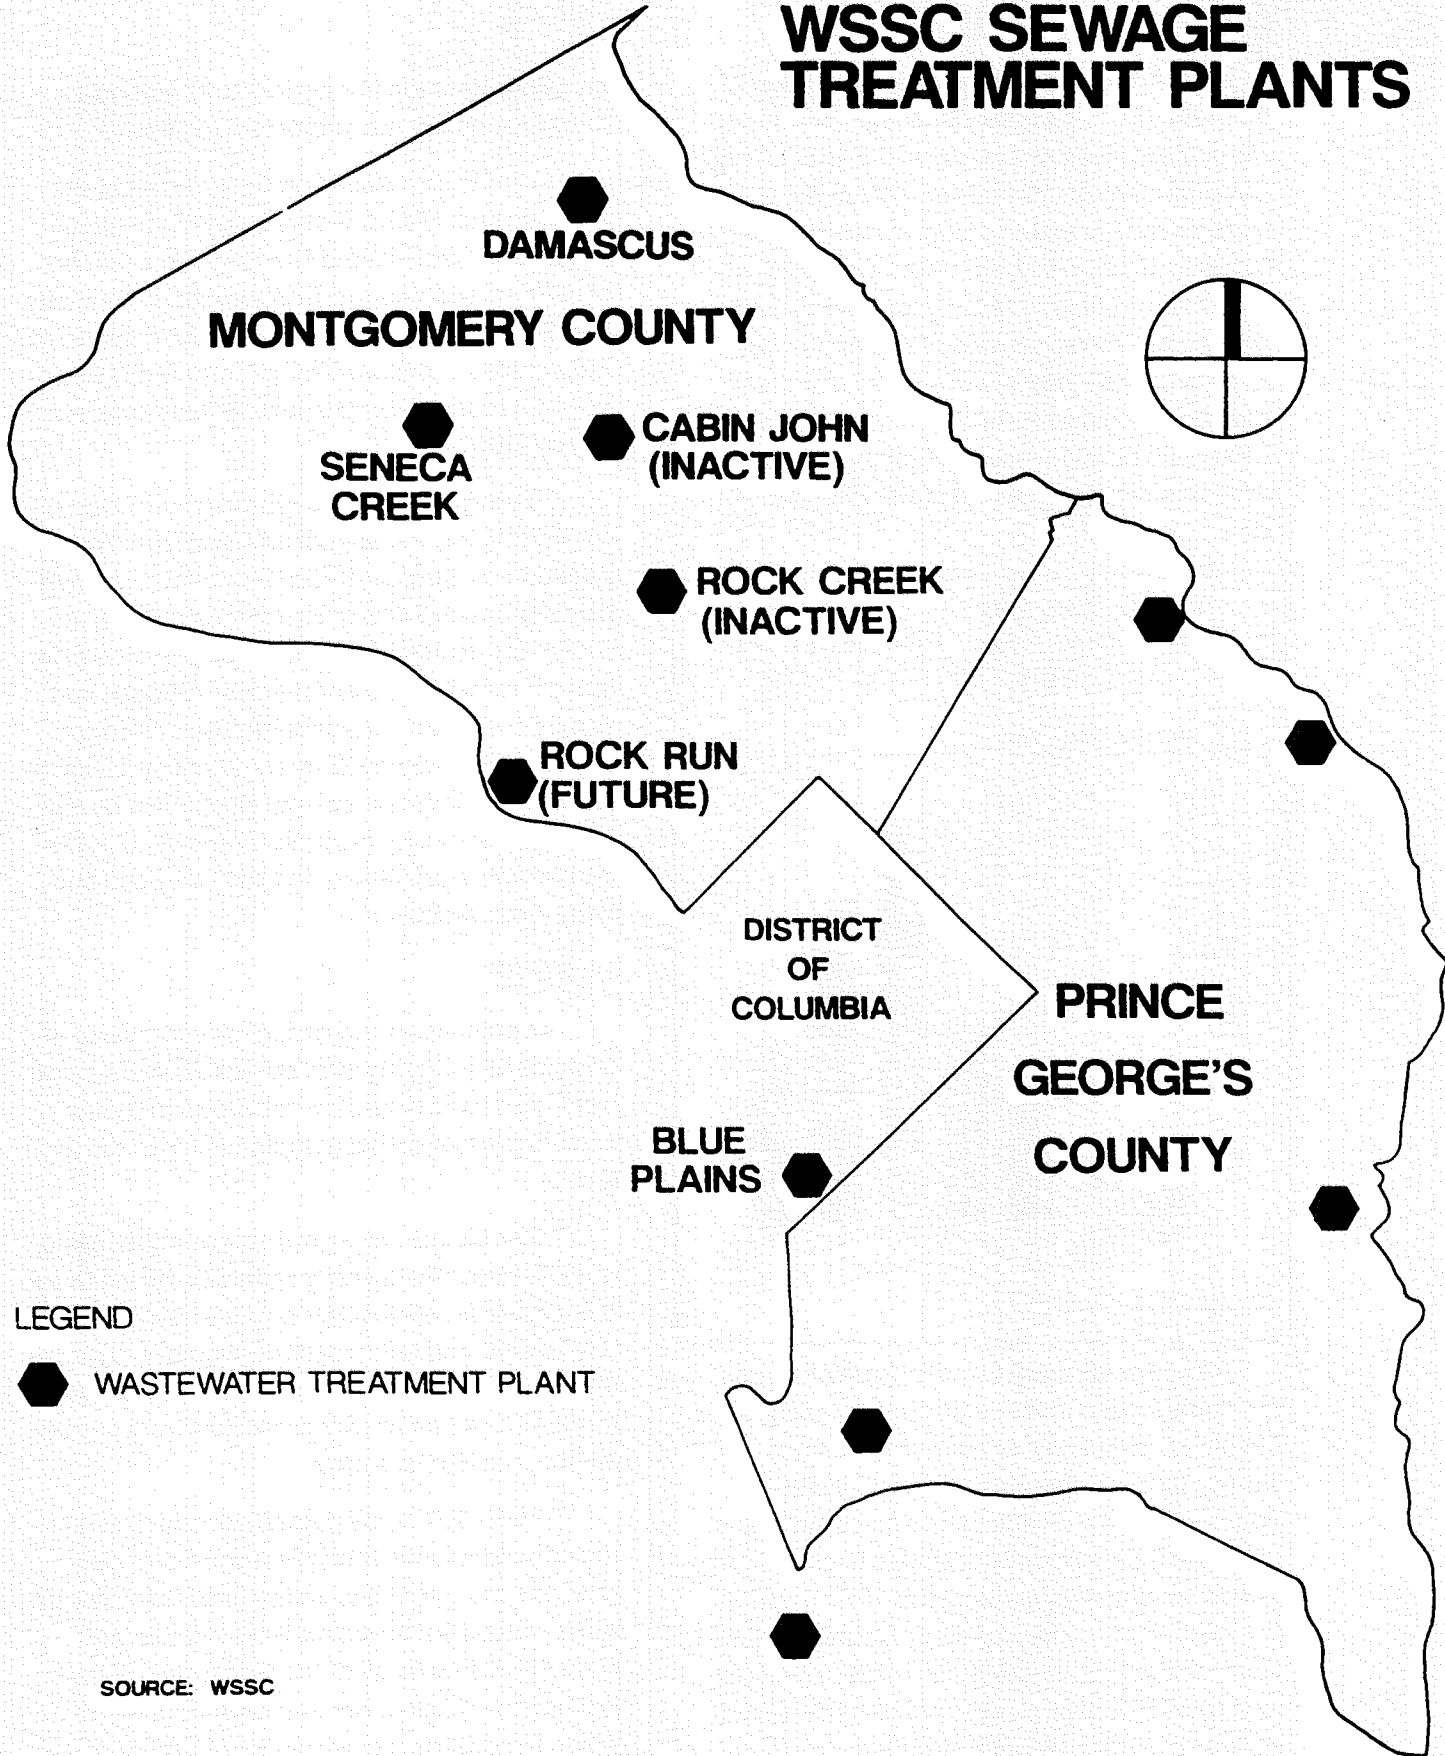 WSSC SEWAGE
TREATMENT PLANTS
DAMASCUS
MONTGOMERY COUNTY
SENECA
CREEK
CABIN JOHN
(INACTIVE)
ROCK CREEK
(INACTIVE)
ROCK RUN
(FUTURE)
DISTRICT
OF
COLUMBIA
PRINCE
GEORGE'S
COUNTY
BLUE
PLAINS
LEGEND
WASTEWATER TREATMENT PLANT
SOURCE: WSSC